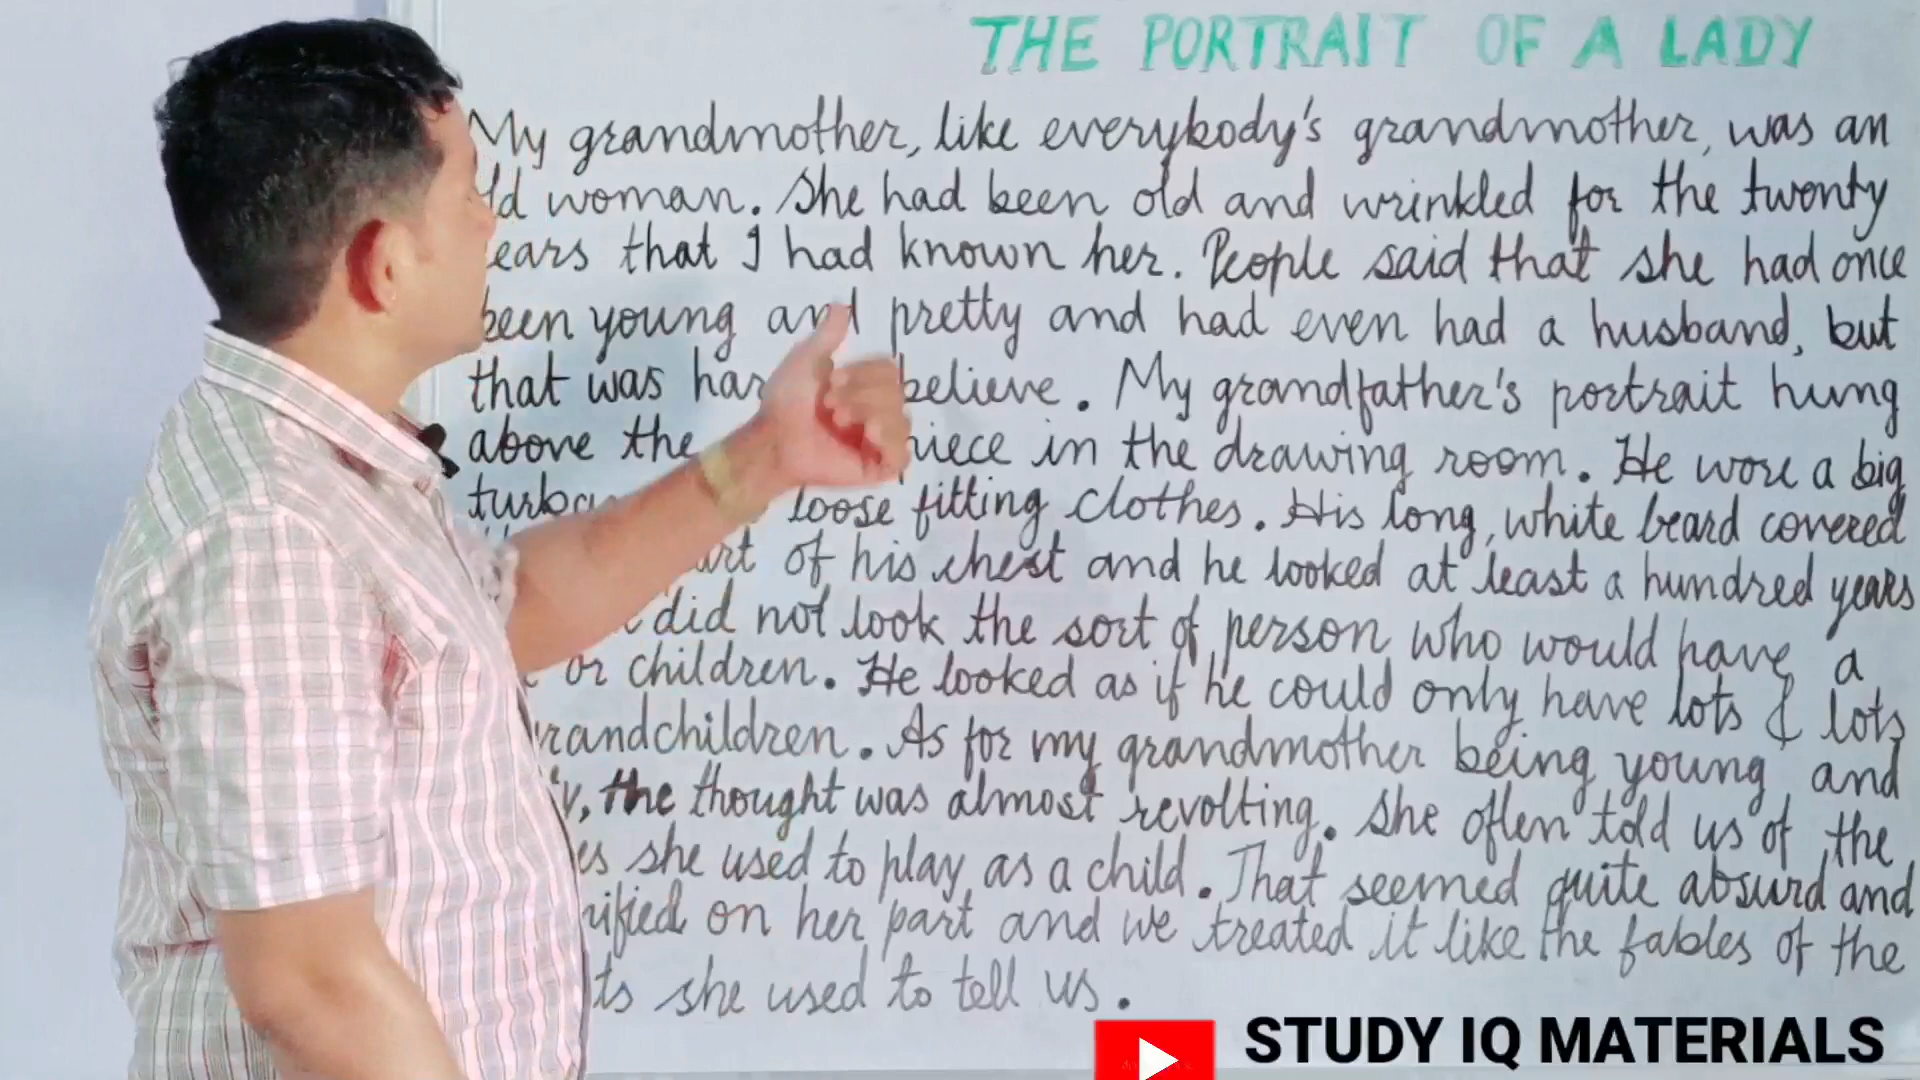 THE PORTRAIT OF A LADY
My grandmother, like everybody's grandmother, was an
woman. She had been old and wrinkled for the twenty
that I had known her. People said that she had once
been young and pretty and had even had a husband, but
that was believe. My grandfather's portrait hung
above the in the drawing room. He wore a big
loose fitting clothes. His long, white beard covered
of his chest and he looked at least a hundred years
did not look the sort of person who would have a
or children. He looked as if he could only have lots & lots
As for my grandmother being young and
the thought was almost revolting. She often told us of the
she used to play as a child. That seemed quite absurd and
on her part and we treated it like the fables of the
she used to tell us.
STUDY IQ MATERIALS